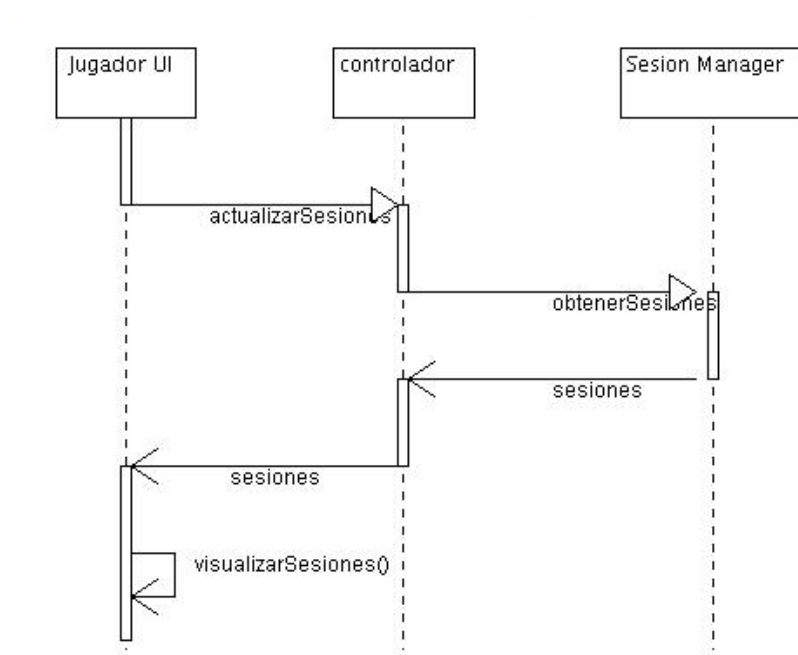 Jugador UI
controlador
Sesion Manager
actualizarSesiones
obtenerSesiones
sesiones
sesiones
visualizarSesiones()